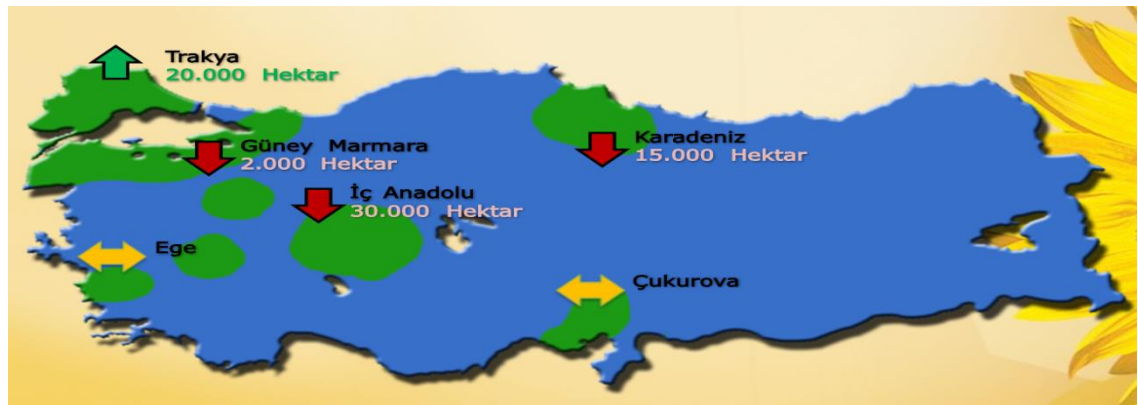 Trakya
20.000 Hektar
Güney Marmara
2.000 Hektar
Karadeniz
15.000 Hektar
İç Anadolu
30.000 Hektar
Ege
Çukurova